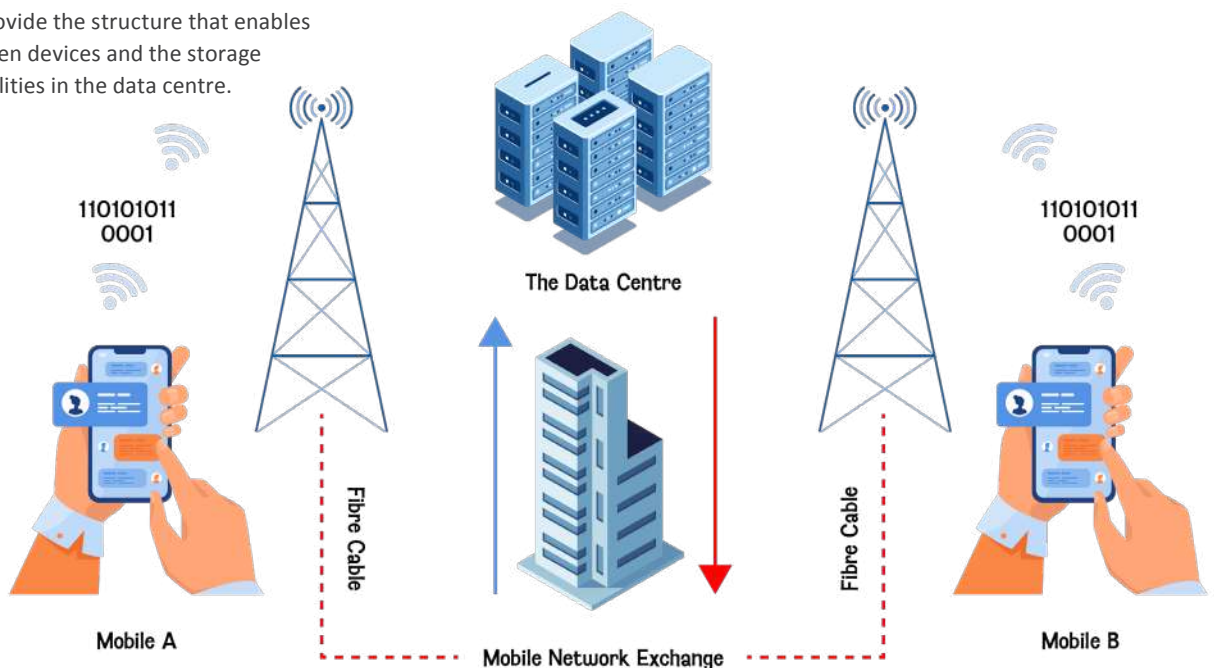 ovide the structure that enables
en devices and the storage
lities in the data centre.
110101011
0001
110101011
0001
The Data Centre
Fibre Cable
Fibre Cable
Mobile A
Mobile Network Exchange
Mobile B